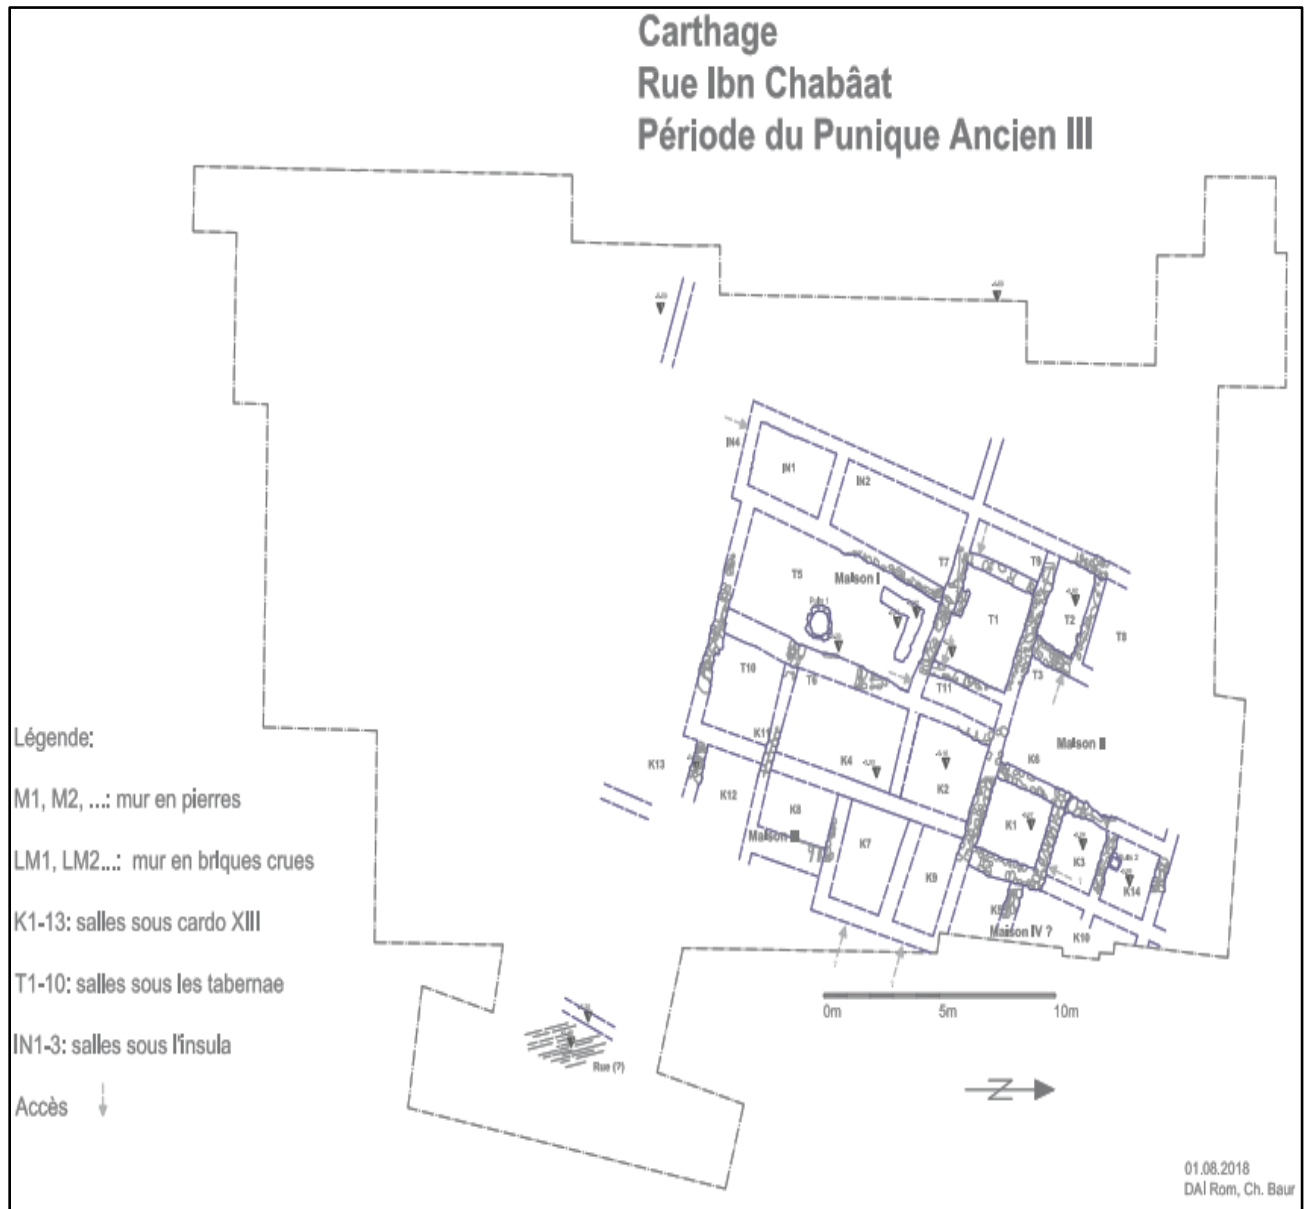 Carthage
Rue Ibn Chabâat
Période du Punique Ancien III
IN4
IN1
IN2
T7
T9
T5
Maison I
Puits 1
T1
T2
T8
T10
T6
T11
T3
K11
Maison II
K13
K4
K6
K12
K2
K8
K1
Maison III
K7
K3
K9
K14
K5
Maison IV ?
K10
0m
5m
10m
Rue (?)
N
Légende:
M1, M2, ...: mur en pierres
LM1, LM2...: mur en briques crues
K1-13: salles sous cardo XIII
T1-10: salles sous les tabernae
IN1-3: salles sous l'insula
Accès
01.08.2018
DAI Rom, Ch. Baur